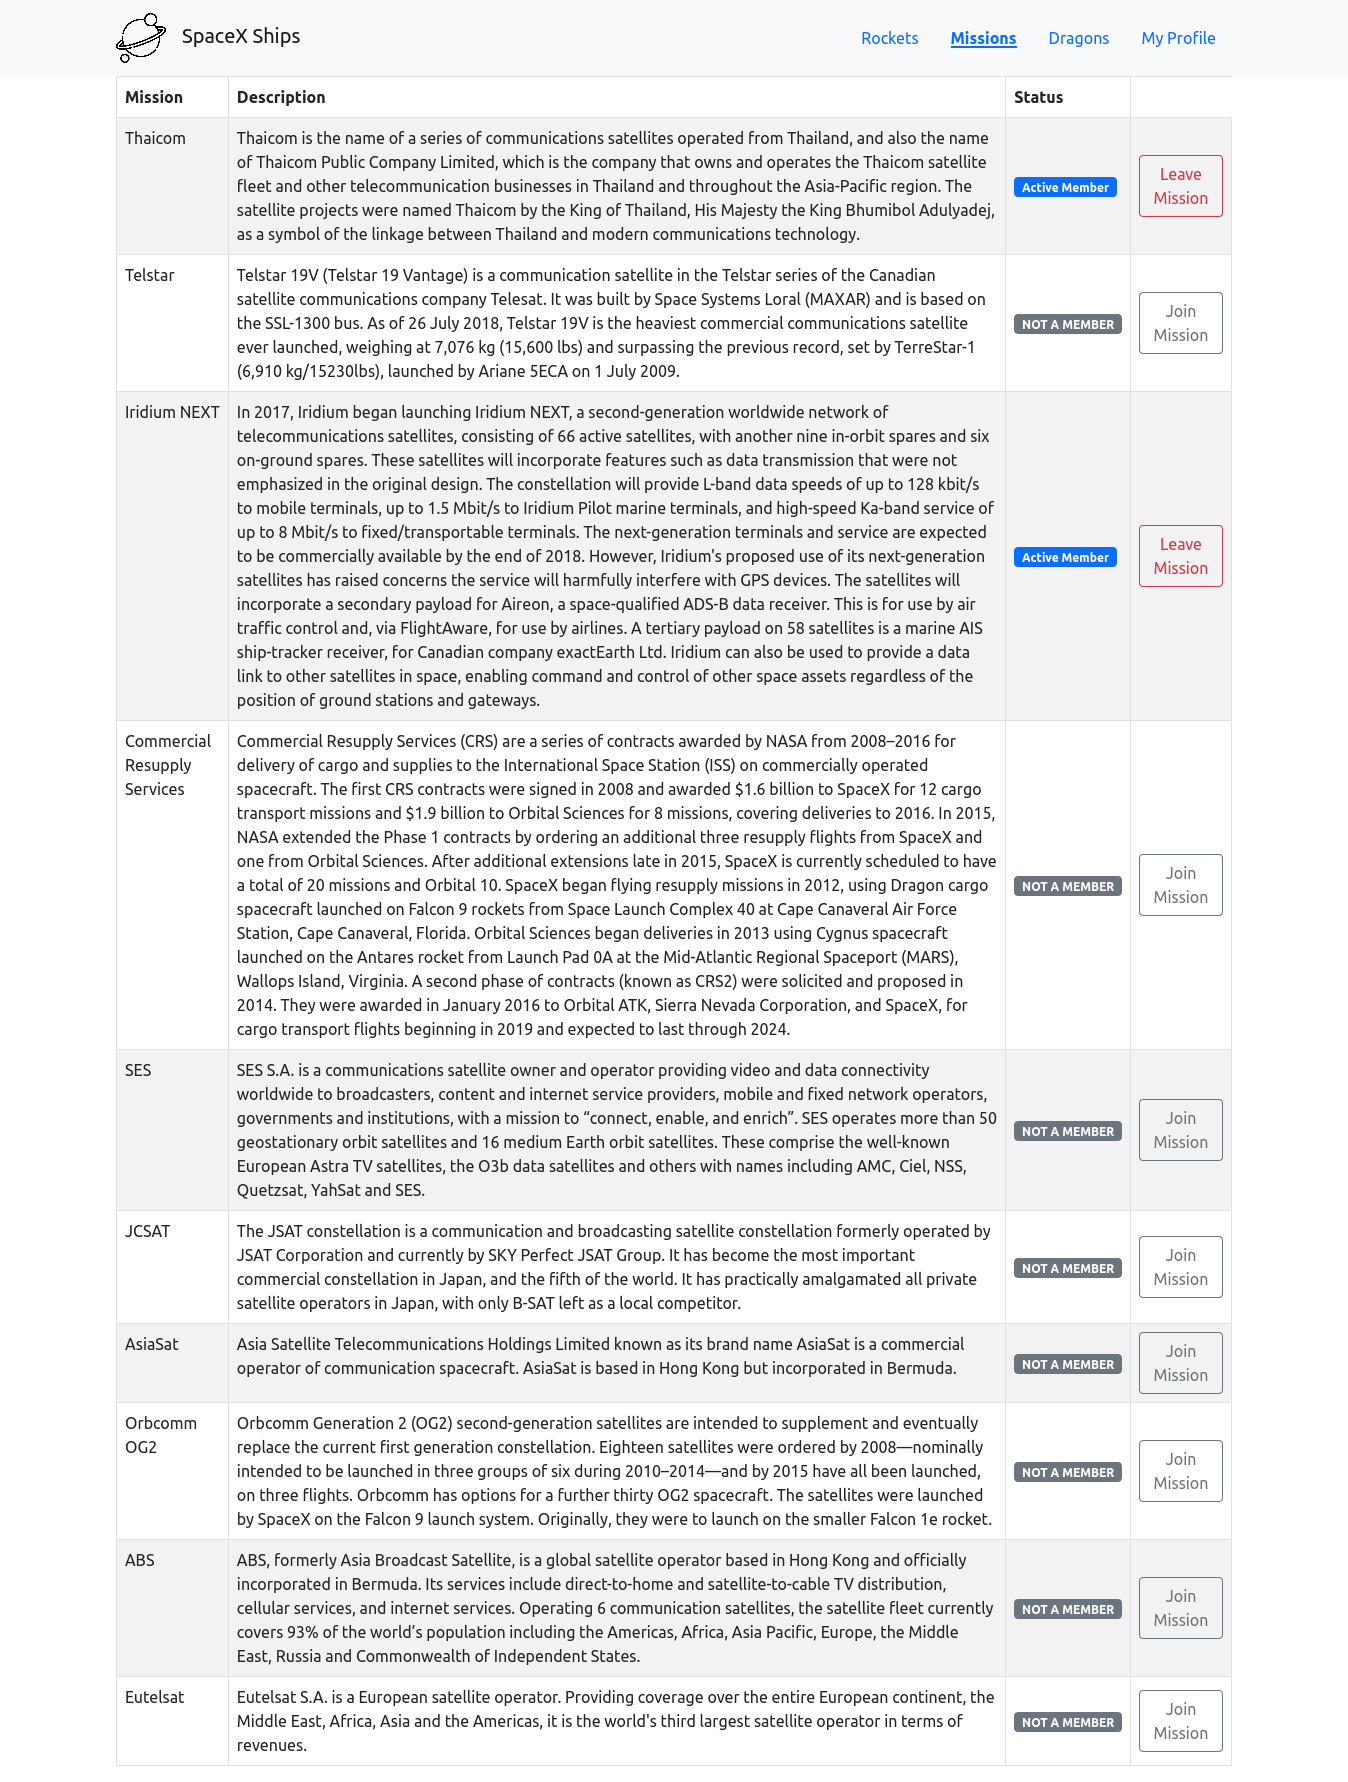 SpaceX Ships
Rockets
Missions
Dragons
My Profile
Mission
Description
Status
Thaicom
Thaicom is the name of a series of communications satellites operated from Thailand, and also the name
of Thaicom Public Company Limited, which is the company that owns and operates the Thaicom satellite
fleet and other telecommunication businesses in Thailand and throughout the Asia-Pacific region. The
satellite projects were named Thaicom by the King of Thailand, His Majesty the King Bhumibol Adulyadej,
as a symbol of the linkage between Thailand and modern communications technology.
Active Member
Leave
Mission
Telstar
Telstar 19V (Telstar 19 Vantage) is a communication satellite in the Telstar series of the Canadian
satellite communications company Telesat. It was built by Space Systems Loral (MAXAR) and is based on
the SSL-1300 bus. As of 26 July 2018, Telstar 19V is the heaviest commercial communications satellite
ever launched, weighing at 7,076 kg (15,600 lbs) and surpassing the previous record, set by TerreStar-1
(6,910 kg/15230lbs), launched by Ariane 5ECA on 1 July 2009.
NOT A MEMBER
Join
Mission
Iridium NEXT
In 2017, Iridium began launching Iridium NEXT, a second-generation worldwide network of
telecommunications satellites, consisting of 66 active satellites, with another nine in-orbit spares and six
on-ground spares. These satellites will incorporate features such as data transmission that were not
emphasized in the original design. The constellation will provide L-band data speeds of up to 128 kbit/s
to mobile terminals, up to 1.5 Mbit/s to Iridium Pilot marine terminals, and high-speed Ka-band service of
up to 8 Mbit/s to fixed/transportable terminals. The next-generation terminals and service are expected
to be commercially available by the end of 2018. However, Iridium's proposed use of its next-generation
satellites has raised concerns the service will harmfully interfere with GPS devices. The satellites will
incorporate a secondary payload for Aireon, a space-qualified ADS-B data receiver. This is for use by air
traffic control and, via FlightAware, for use by airlines. A tertiary payload on 58 satellites is a marine AIS
ship-tracker receiver, for Canadian company exactEarth Ltd. Iridium can also be used to provide a data
link to other satellites in space, enabling command and control of other space assets regardless of the
position of ground stations and gateways.
Active Member
Leave
Mission
Commercial
Resupply
Services
Commercial Resupply Services (CRS) are a series of contracts awarded by NASA from 2008–2016 for
delivery of cargo and supplies to the International Space Station (ISS) on commercially operated
spacecraft. The first CRS contracts were signed in 2008 and awarded $1.6 billion to SpaceX for 12 cargo
transport missions and $1.9 billion to Orbital Sciences for 8 missions, covering deliveries to 2016. In 2015,
NASA extended the Phase 1 contracts by ordering an additional three resupply flights from SpaceX and
one from Orbital Sciences. After additional extensions late in 2015, SpaceX is currently scheduled to have
a total of 20 missions and Orbital 10. SpaceX began flying resupply missions in 2012, using Dragon cargo
spacecraft launched on Falcon 9 rockets from Space Launch Complex 40 at Cape Canaveral Air Force
Station, Cape Canaveral, Florida. Orbital Sciences began deliveries in 2013 using Cygnus spacecraft
launched on the Antares rocket from Launch Pad 0A at the Mid-Atlantic Regional Spaceport (MARS),
Wallops Island, Virginia. A second phase of contracts (known as CRS2) were solicited and proposed in
2014. They were awarded in January 2016 to Orbital ATK, Sierra Nevada Corporation, and SpaceX, for
cargo transport flights beginning in 2019 and expected to last through 2024.
NOT A MEMBER
Join
Mission
SES
SES S.A. is a communications satellite owner and operator providing video and data connectivity
worldwide to broadcasters, content and internet service providers, mobile and fixed network operators,
governments and institutions, with a mission to “connect, enable, and enrich”. SES operates more than 50
geostationary orbit satellites and 16 medium Earth orbit satellites. These comprise the well-known
European Astra TV satellites, the O3b data satellites and others with names including AMC, Ciel, NSS,
Quetzsat, YahSat and SES.
NOT A MEMBER
Join
Mission
JCSAT
The JSAT constellation is a communication and broadcasting satellite constellation formerly operated by
JSAT Corporation and currently by SKY Perfect JSAT Group. It has become the most important
commercial constellation in Japan, and the fifth of the world. It has practically amalgamated all private
satellite operators in Japan, with only B-SAT left as a local competitor.
NOT A MEMBER
Join
Mission
AsiaSat
Asia Satellite Telecommunications Holdings Limited known as its brand name AsiaSat is a commercial
operator of communication spacecraft. AsiaSat is based in Hong Kong but incorporated in Bermuda.
NOT A MEMBER
Join
Mission
Orbcomm
OG2
Orbcomm Generation 2 (OG2) second-generation satellites are intended to supplement and eventually
replace the current first generation constellation. Eighteen satellites were ordered by 2008—nominally
intended to be launched in three groups of six during 2010–2014—and by 2015 have all been launched,
on three flights. Orbcomm has options for a further thirty OG2 spacecraft. The satellites were launched
by SpaceX on the Falcon 9 launch system. Originally, they were to launch on the smaller Falcon 1e rocket.
NOT A MEMBER
Join
Mission
ABS
ABS, formerly Asia Broadcast Satellite, is a global satellite operator based in Hong Kong and officially
incorporated in Bermuda. Its services include direct-to-home and satellite-to-cable TV distribution,
cellular services, and internet services. Operating 6 communication satellites, the satellite fleet currently
covers 93% of the world’s population including the Americas, Africa, Asia Pacific, Europe, the Middle
East, Russia and Commonwealth of Independent States.
NOT A MEMBER
Join
Mission
Eutelsat
Eutelsat S.A. is a European satellite operator. Providing coverage over the entire European continent, the
Middle East, Africa, Asia and the Americas, it is the world's third largest satellite operator in terms of
revenues.
NOT A MEMBER
Join
Mission